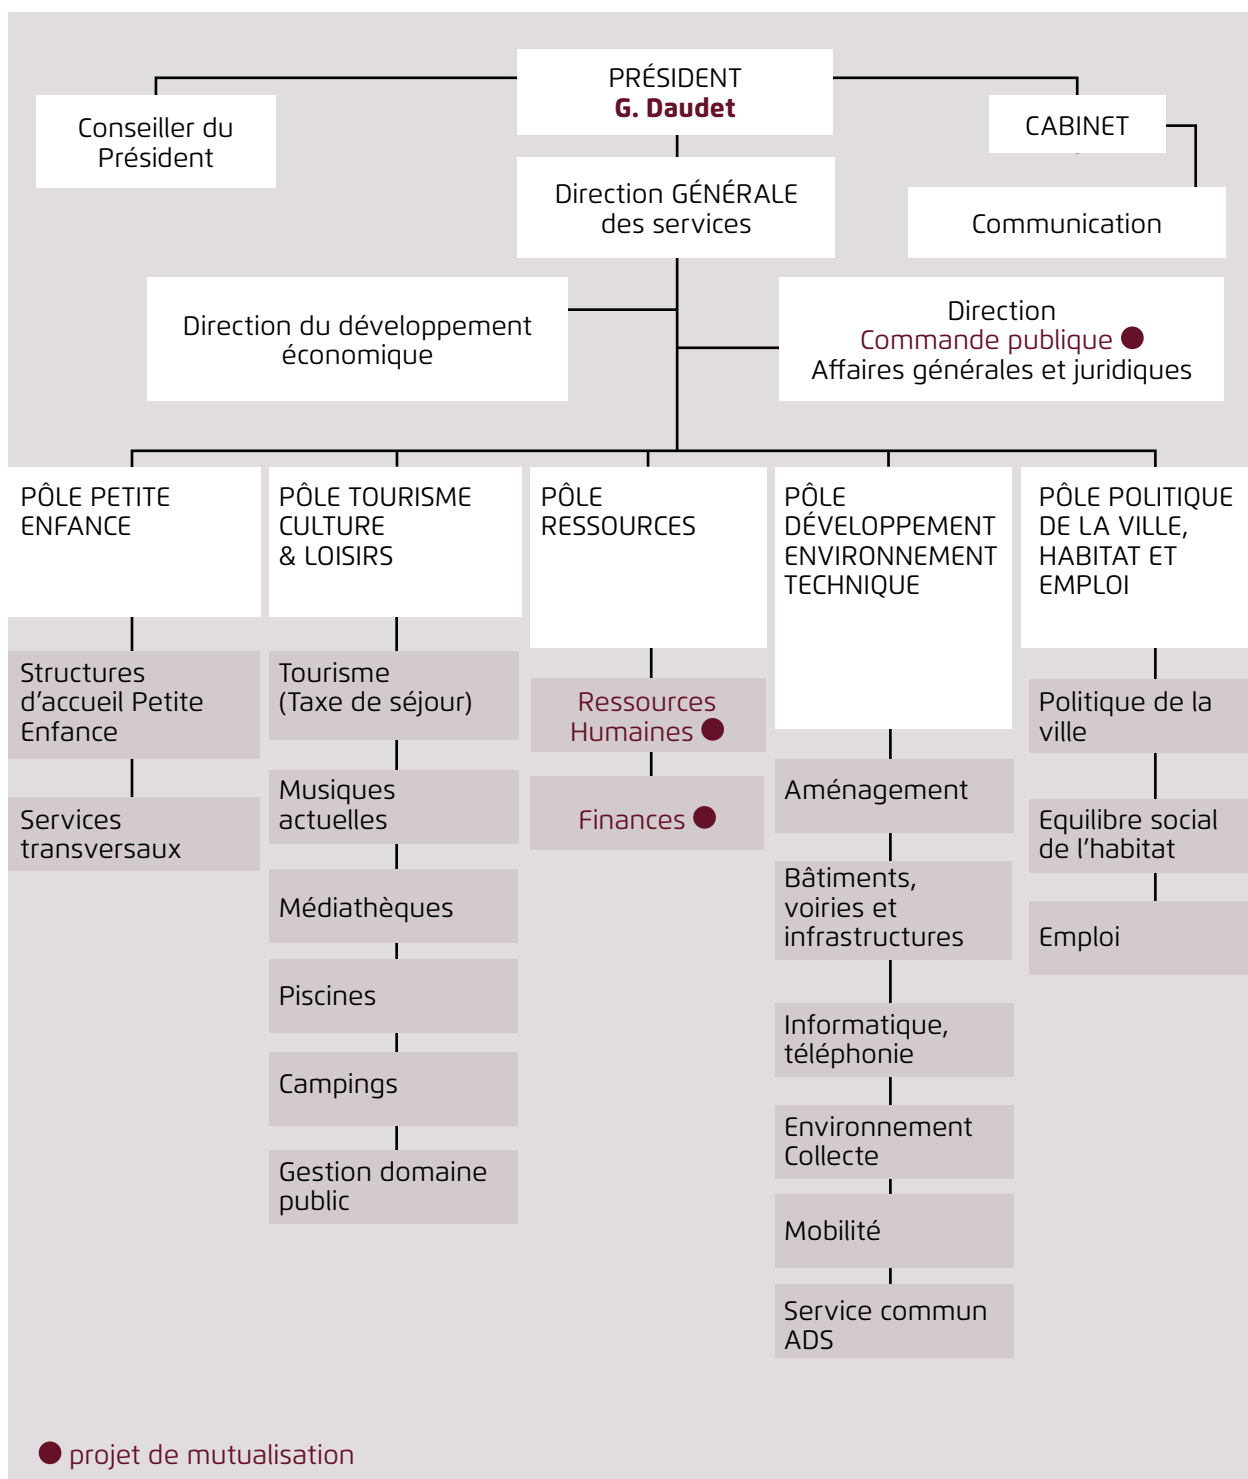 PRÉSIDENT
G. Daudet
Conseiller du
Président
CABINET
Direction GÉNÉRALE
des services
Communication
Direction du développement
économique
Direction
Commande publique
Affaires générales et juridiques
PÔLE PETITE
ENFANCE
Structures
d'accueil Petite
Enfance
Services
transversaux
PÔLE TOURISME
CULTURE
& LOISIRS
Tourisme
(Taxe de séjour)
Musiques
actuelles
Médiathèques
Piscines
Campings
Gestion domaine
public
PÔLE
RESSOURCES
Ressources
Humaines
Finances
PÔLE
DÉVELOPPEMENT
ENVIRONNEMENT
TECHNIQUE
Aménagement
Bâtiments,
voiries et
infrastructures
Informatique,
téléphonie
Environnement
Collecte
Mobilité
Service commun
ADS
PÔLE POLITIQUE
DE LA VILLE,
HABITAT ET
EMPLOI
Politique de la
ville
Equilibre social
de l'habitat
Emploi
projet de mutualisation